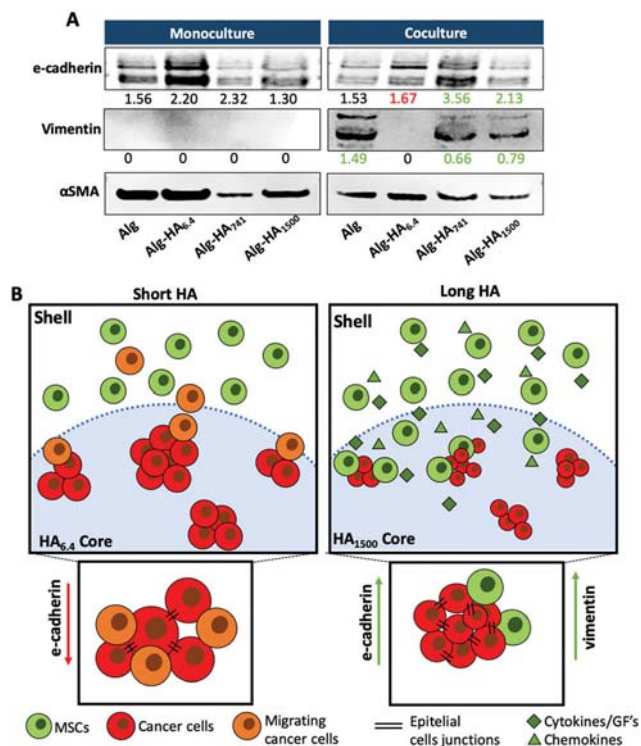 A
Monoculture Coculture
e-cadherin
1.56 2.20 2.32 1.30 1.53 1.67 3.56 2.13
Vimentin
0 0 0 0 1.49 0 0.66 0.79
αSMA
Alg Alg-HA6.4 Alg-HA741 Alg-HA1500 Alg Alg-HA6.4 Alg-HA741 Alg-HA1500
B
Short HA Long HA
Shell Shell
HA6.4 Core HA1500 Core
e-cadherin e-cadherin vimentin
MSCs Cancer cells Migrating cancer cells Epitelial cells junctions Cytokines/GF's
Chemokines